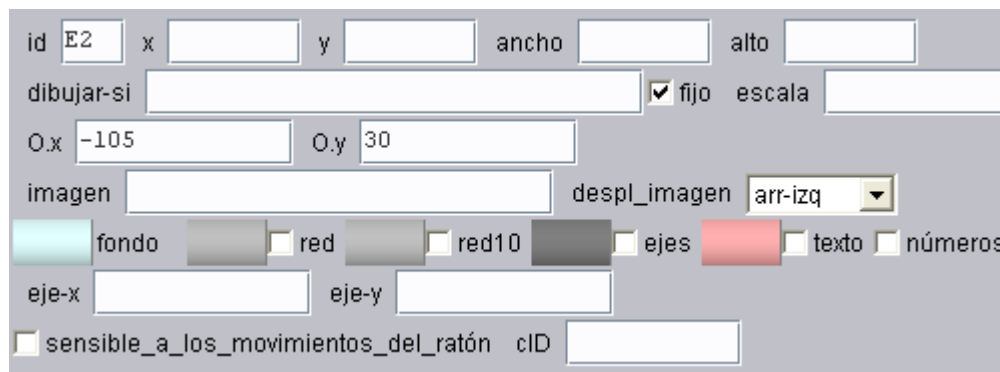 id E2 x y ancho alto
dibujar-si fijo escala
O.x -105 O.y 30
imagen despl_imagen arr-izq
fondo red red10 ejes texto números
eje-x eje-y
sensible_a_los_movimientos_del_ratón cID